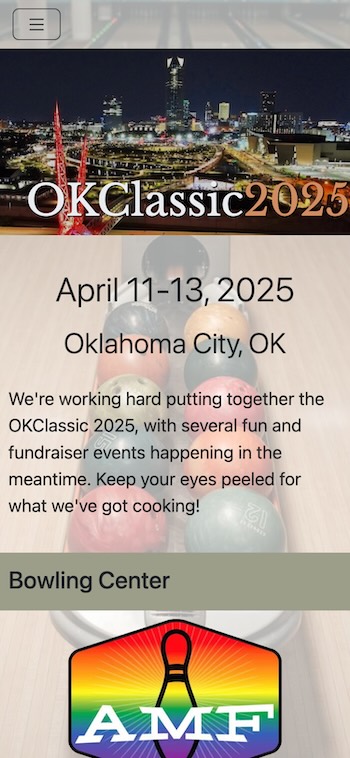 OKClassic2025
April 11-13, 2025
Oklahoma City, OK
We're working hard putting together the
OKClassic 2025, with several fun and
fundraiser events happening in the
meantime. Keep your eyes peeled for
what we've got cooking!
Bowling Center
AMF